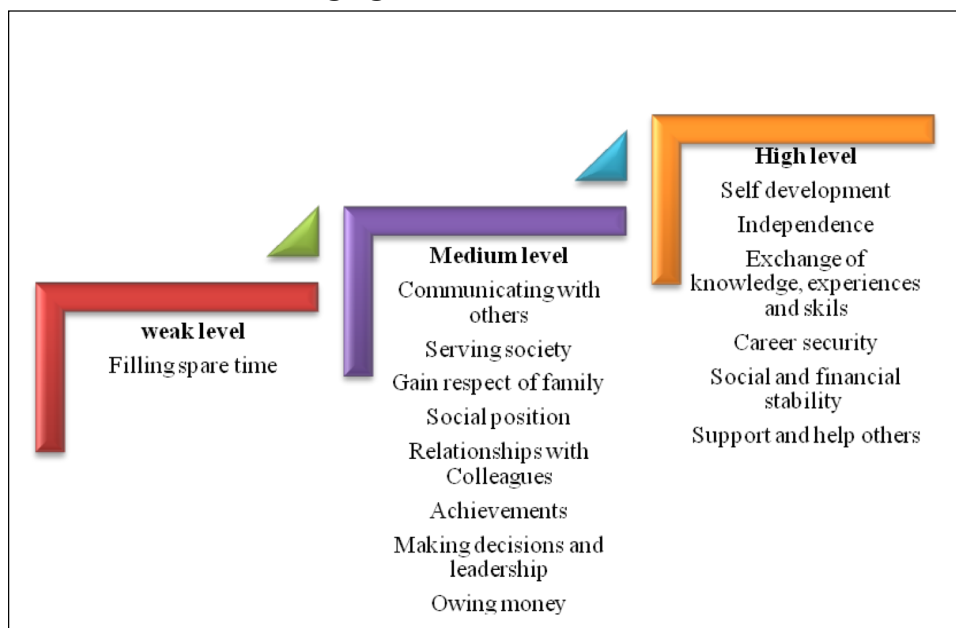 weak level
Filling spare time
Medium level
Communicating with
others
Serving society
Gain respect of family
Social position
Relationships with
Colleagues
Achievements
Making decisions and
leadership
Owing money
High level
Self development
Independence
Exchange of
knowledge, experiences
and skils
Career security
Social and financial
stability
Support and help others